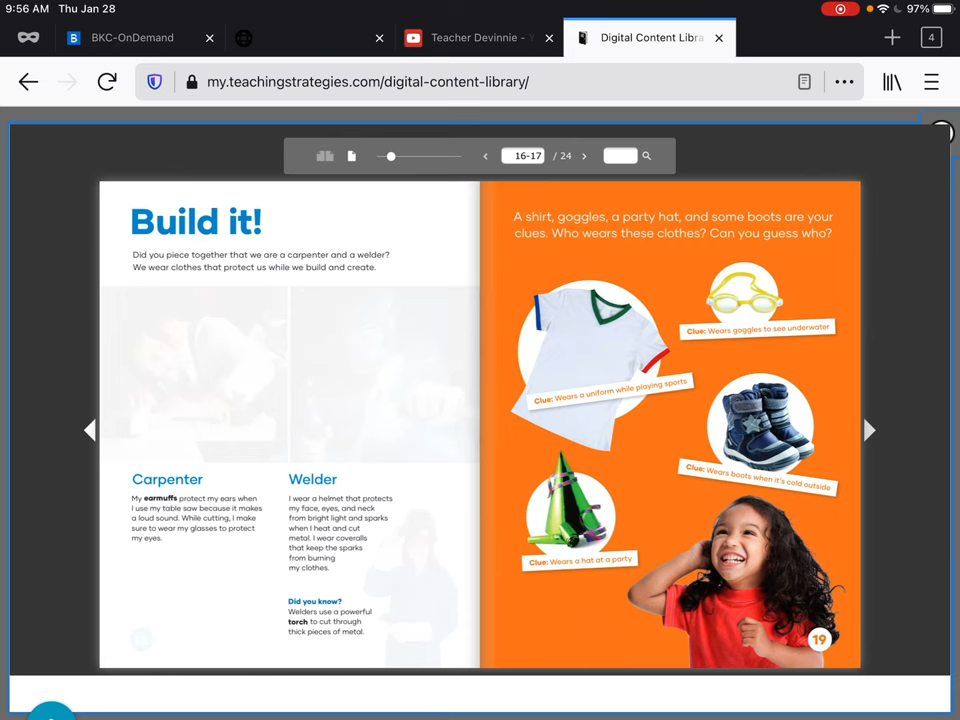 9:56 AM Thu Jan 28
97%
BKC-OnDemand
Teacher Devinnie -
Digital Content Libra
4
my.teachingstrategies.com/digital-content-library/
16-17 / 24
Build it!
Did you piece together that we are a carpenter and a welder?
We wear clothes that protect us while we build and create.
Carpenter
My earmuffs protect my ears when
I use my table saw because it makes
a loud sound. While cutting, I make
sure to wear my glasses to protect
my eyes.
Welder
I wear a helmet that protects
my face, eyes, and neck
from bright light and sparks
when I heat and cut
metal. I wear coveralls
that keep the sparks
from burning
my clothes.
Did you know?
Welders use a powerful
torch to cut through
thick pieces of metal.
A shirt, goggles, a party hat, and some boots are your
clues. Who wears these clothes? Can you guess who?
Clue: Wears goggles to see underwater
Clue: Wears a uniform while playing sports
Clue: Wears boots when it's cold outside
Clue: Wears a hat at a party
19